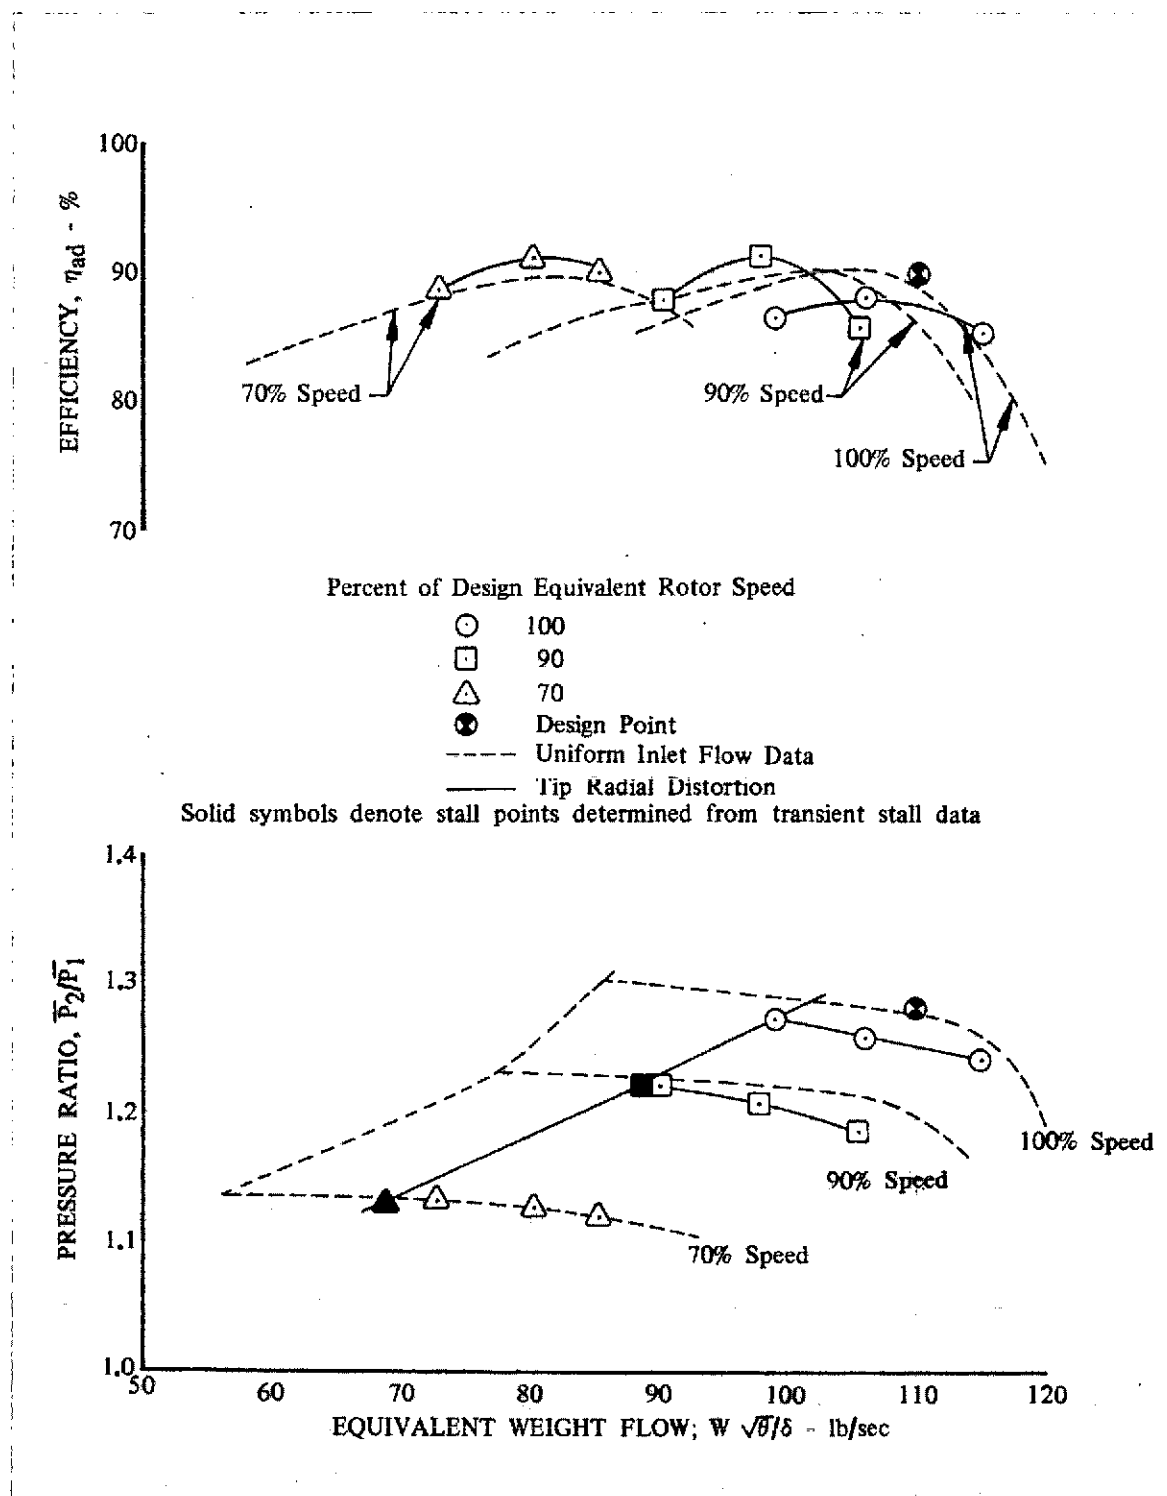 100
90
80
70
EFFICIENCY, ηad - %
70% Speed
90% Speed
100% Speed
Percent of Design Equivalent Rotor Speed
100
90
70
Design Point
Uniform Inlet Flow Data
Tip Radial Distortion
Solid symbols denote stall points determined from transient stall data
1.4
1.3
1.2
1.1
1.0
PRESSURE RATIO, P̅2/P̅1
100% Speed
90% Speed
70% Speed
50 60 70 80 90 100 110 120
EQUIVALENT WEIGHT FLOW; W √θ/δ - lb/sec